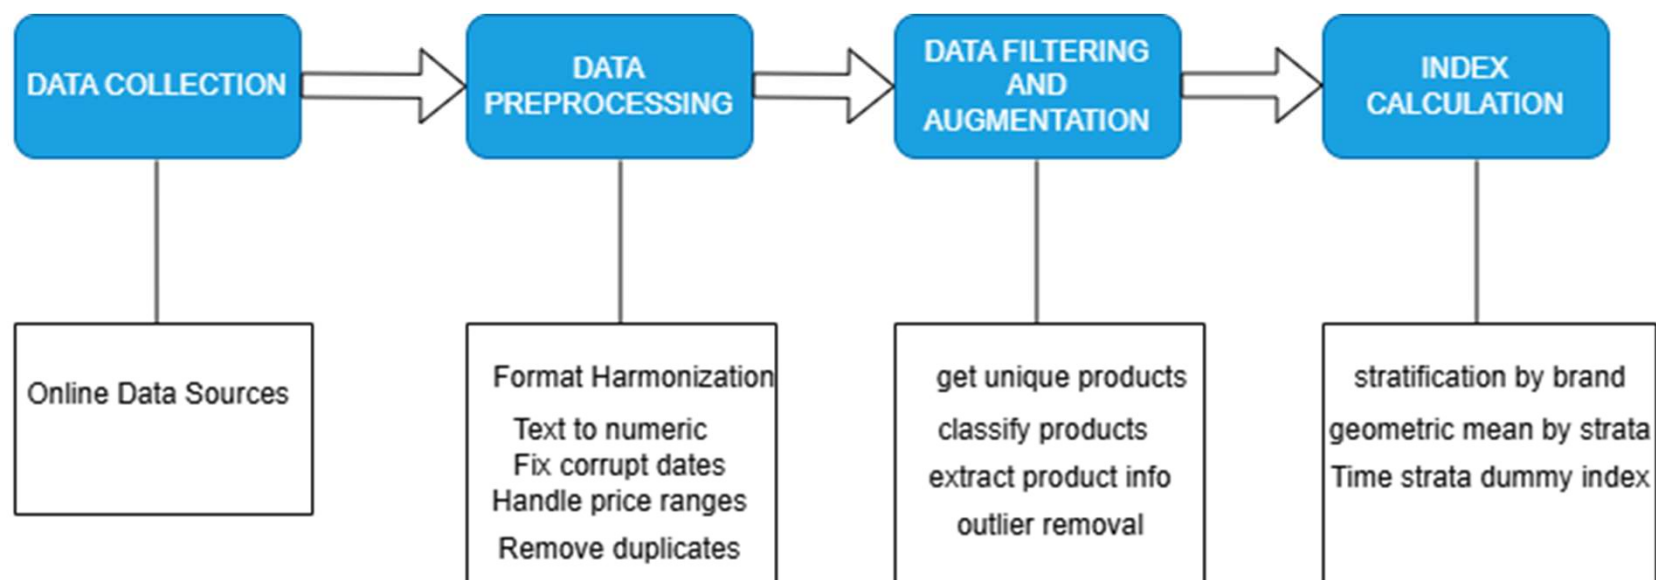 DATA COLLECTION
DATA
PREPROCESSING
DATA FILTERING
AND
AUGMENTATION
INDEX
CALCULATION
Online Data Sources
Format Harmonization
Text to numeric
Fix corrupt dates
Handle price ranges
Remove duplicates
get unique products
classify products
extract product info
outlier removal
stratification by brand
geometric mean by strata
Time strata dummy index